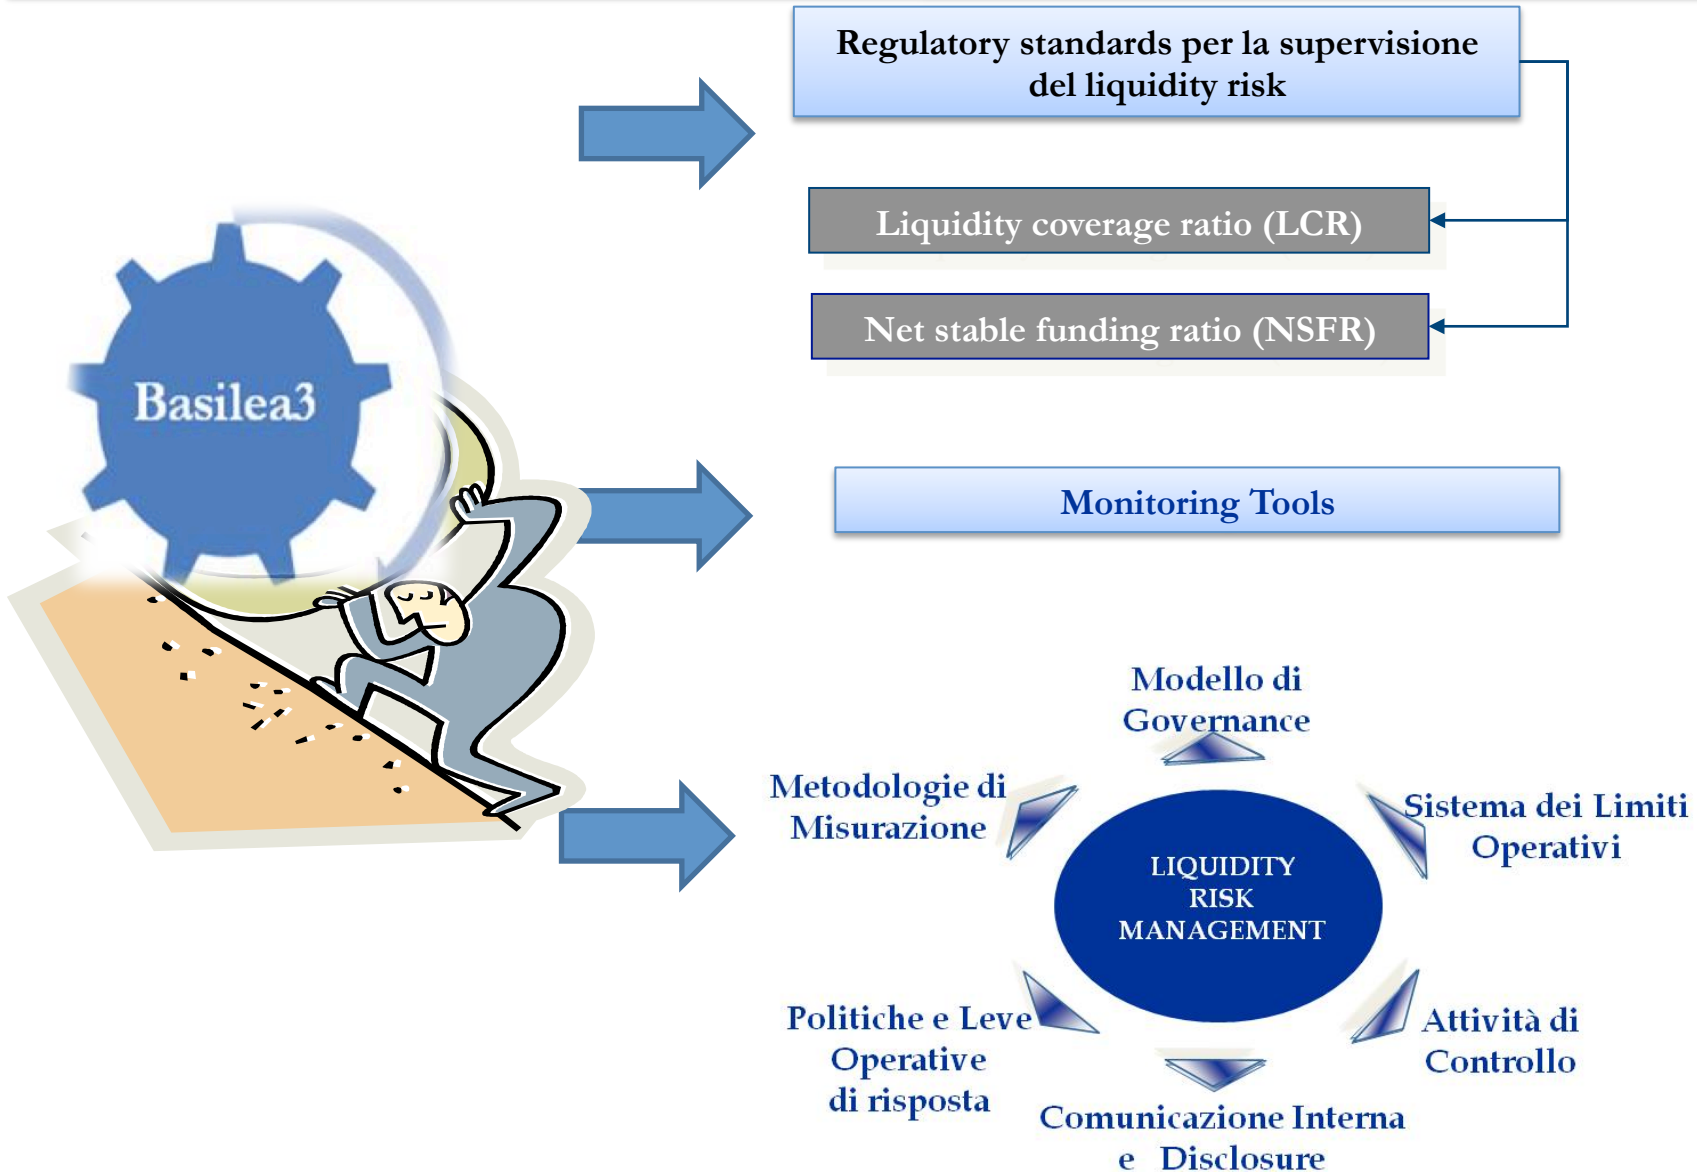 Regulatory standards per la supervisione
del liquidity risk
Liquidity coverage ratio (LCR)
Net stable funding ratio (NSFR)
Basilea3
Monitoring Tools
Modello di
Governance
Metodologie di
Misurazione
Sistema dei Limiti
Operativi
LIQUIDITY
RISK
MANAGEMENT
Politiche e Leve
Operative
di risposta
Attività di
Controllo
Comunicazione Interna
e Disclosure